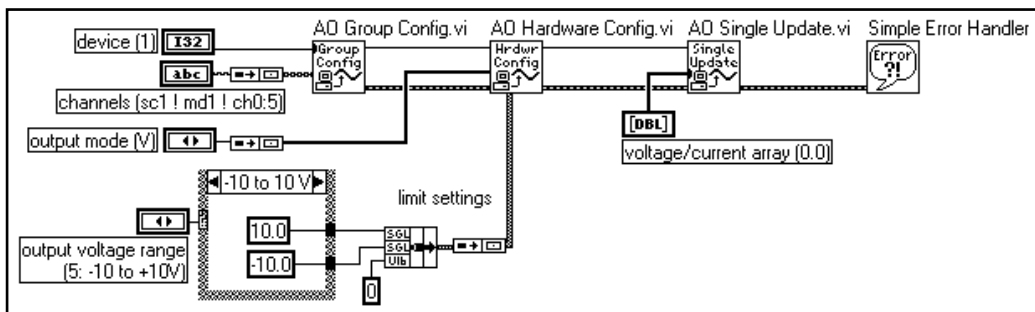 AO Group Config.vi
AO Hardware Config.vi
AO Single Update.vi
Simple Error Handler
device (1)
I32
Group
Config
Hrdwr
Config
Single
Update
Error
?!
abc
channels (sc1 ! md1 ! ch0:5)
[DBL]
output mode (V)
voltage/current array (0.0)
-10 to 10 V
limit settings
10.0
-10.0
SGL
SGL
U16
0
output voltage range
(5: -10 to +10V)